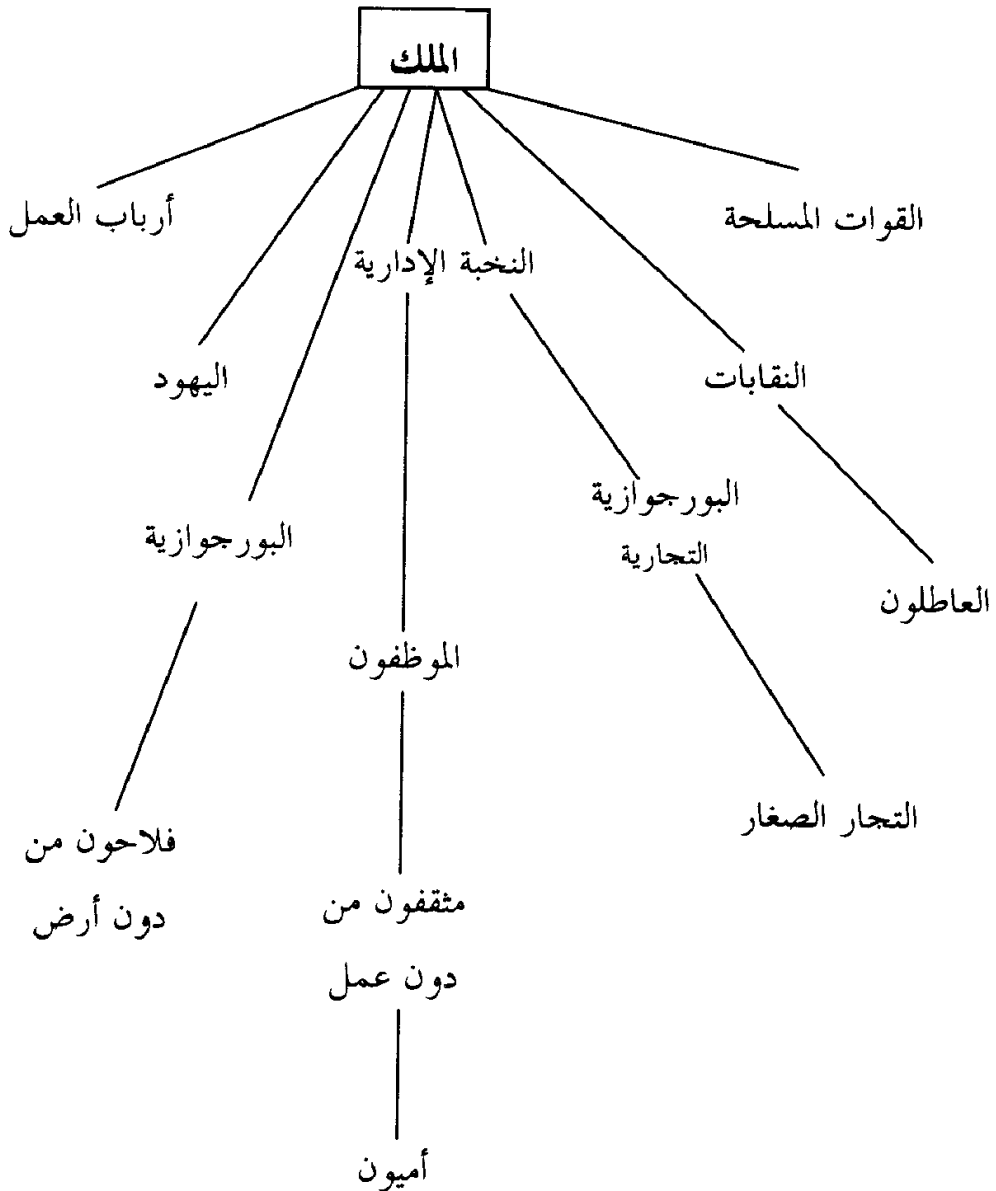 الملك
القوات المسلحة
أرباب العمل
النخبة الإدارية
النقابات
اليهود
البورجوازية
التجارية
البورجوازية
العاطلون
الموظفون
التجار الصغار
فلاحون من
دون أرض
مثقفون من
دون عمل
أميون